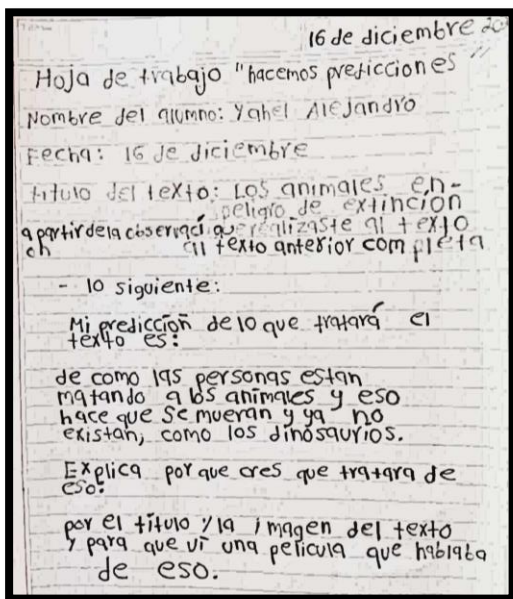 16 de diciembre 20
Hoja de trabajo "hacemos predicciones"
Nombre del alumno: Yahel Alejandro
Fecha: 16 de diciembre
titulo del texto: Los animales en-
peligro de extincion
a partir de la observaci que realizaste al texto
on al texto anterior completa
- lo siguiente:
Mi predicción de lo que tratará el
texto es:
de como las personas estan
matando a los animales y eso
hace que se mueran y ya no
existan, como los dinosaurios.
Explica por que cres que tratara de
eso:
por el titulo y la imagen del texto
y para que vi una pelicula que hablaba
de eso.